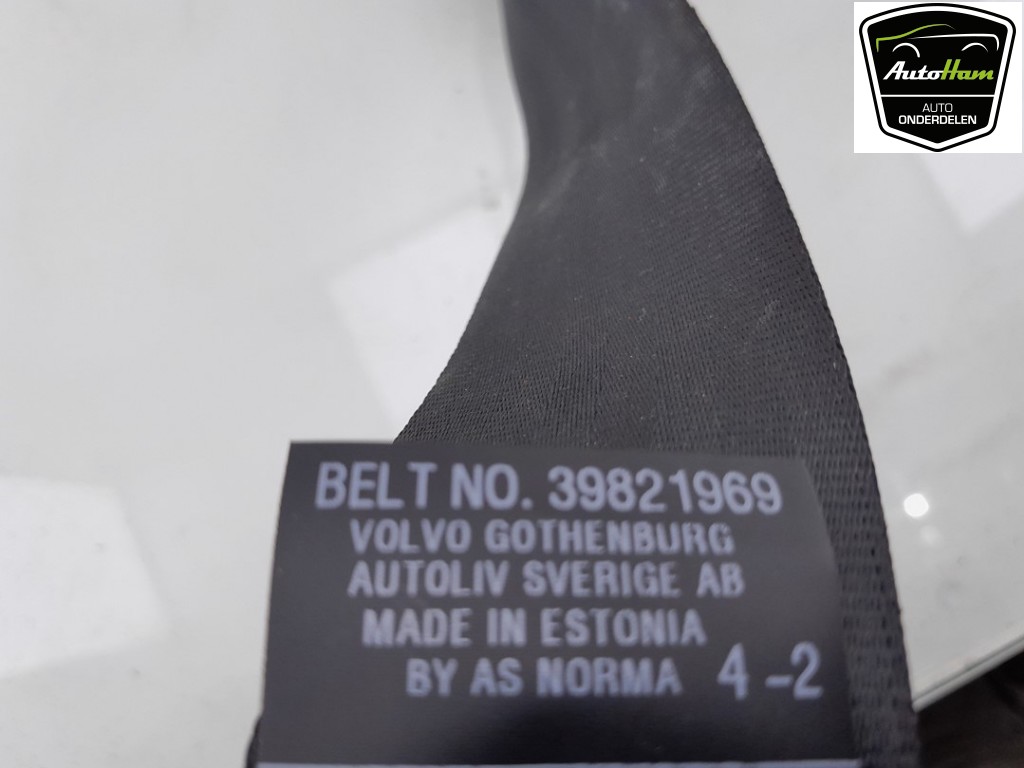 AutoHam
AUTO
ONDERDELEN
BELT NO. 39821969
VOLVO GOTHENBURG
AUTOLIV SVERIGE AB
MADE IN ESTONIA
BY AS NORMA 4-2